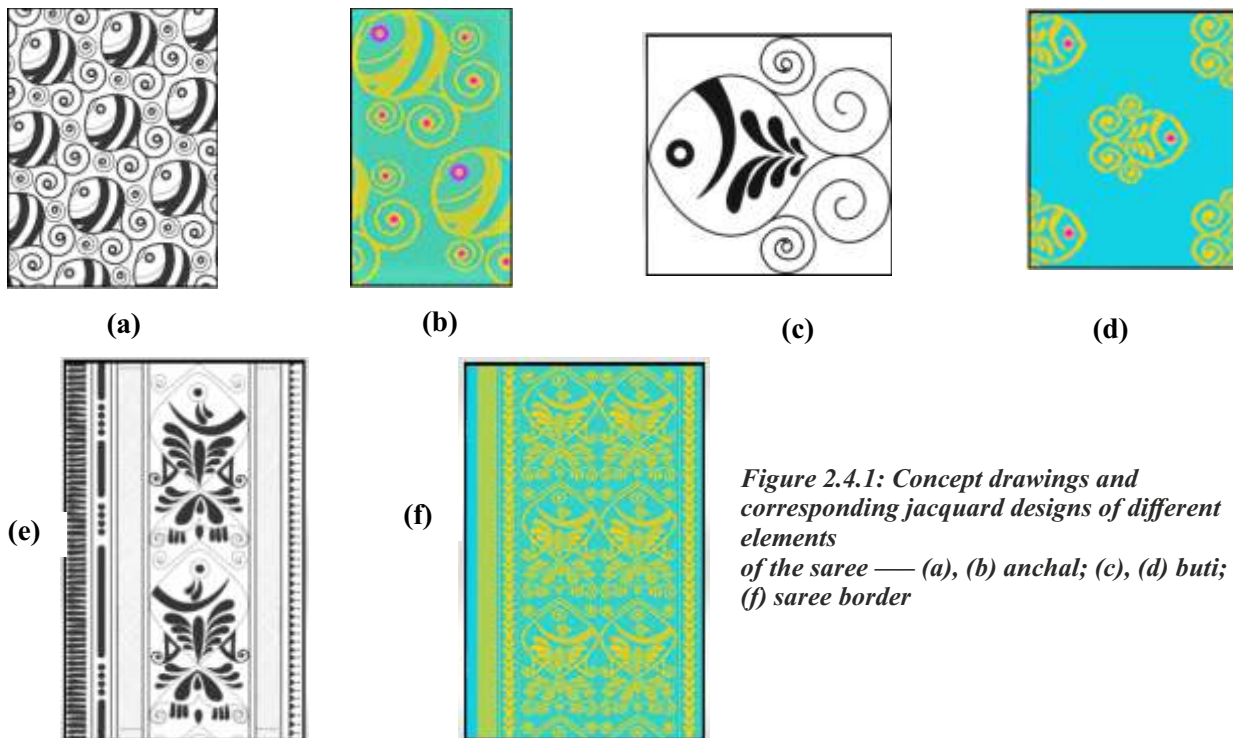 (a)
(b)
(c)
(d)
(e)
(f)
Figure 2.4.1: Concept drawings and
corresponding jacquard designs of different
elements
of the saree — (a), (b) anchal; (c), (d) buti;
(f) saree border